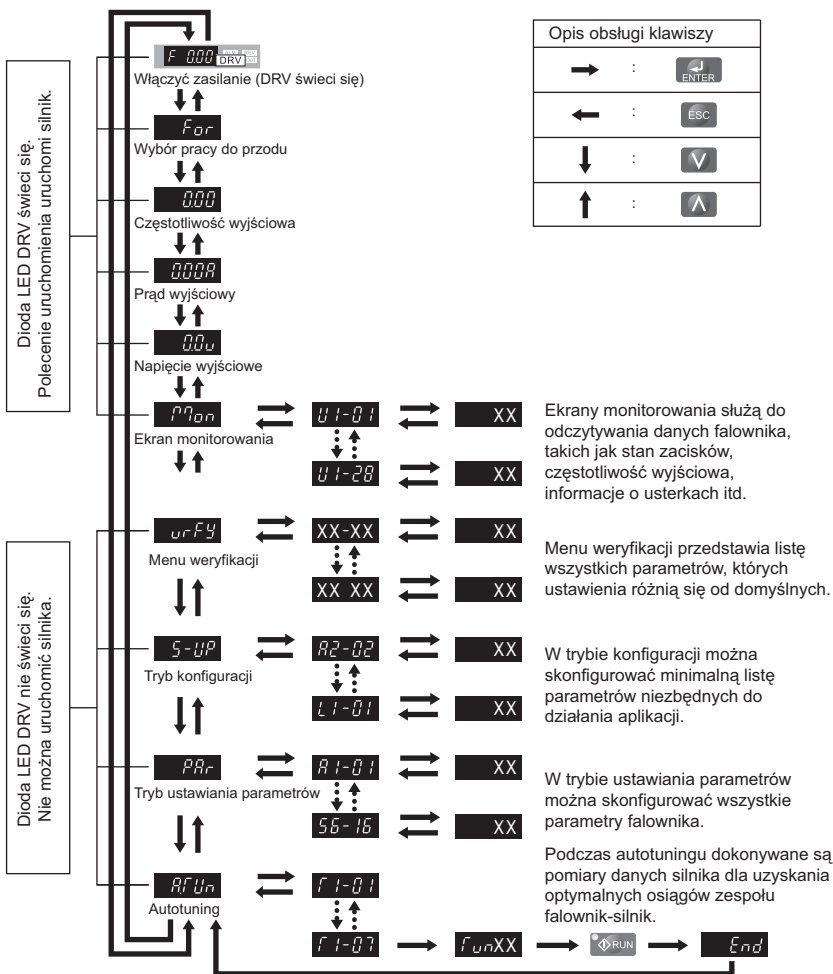 Opis obsługi klawiszy
→ : ENTER
← : ESC
↓ : V
↑ : Λ
Dioda LED DRV świeci się.
Polecenie uruchomienia uruchomi silnik.
F 0.00 DRV
Włączyć zasilanie (DRV świeci się)
For
Wybór pracy do przodu
0.00
Częstotliwość wyjściowa
0.00A
Prąd wyjściowy
0.0v
Napięcie wyjściowe
Mon U1-01 XX
Ekran monitorowania
U1-28 XX
Ekrany monitorowania służą do
odczytywania danych falownika,
takich jak stan zacisków,
częstotliwość wyjściowa,
informacje o usterkach itd.
Dioda LED DRV nie świeci się.
Nie można uruchomić silnika.
vrFY XX-XX XX
Menu weryfikacji
XX XX XX
Menu weryfikacji przedstawia listę
wszystkich parametrów, których
ustawienia różnią się od domyślnych.
S-UP A2-02 XX
Tryb konfiguracji
L1-01 XX
W trybie konfiguracji można
skonfigurować minimalną listę
parametrów niezbędnych do
działania aplikacji.
PAr A1-01 XX
Tryb ustawiania parametrów
S6-16 XX
W trybie ustawiania parametrów
można skonfigurować wszystkie
parametry falownika.
ATUn T1-01
Autotuning
T1-07 TunXX RUN End
Podczas autotuningu dokonywane są
pomiary danych silnika dla uzyskania
optymalnych osiągów zespołu
falownik-silnik.